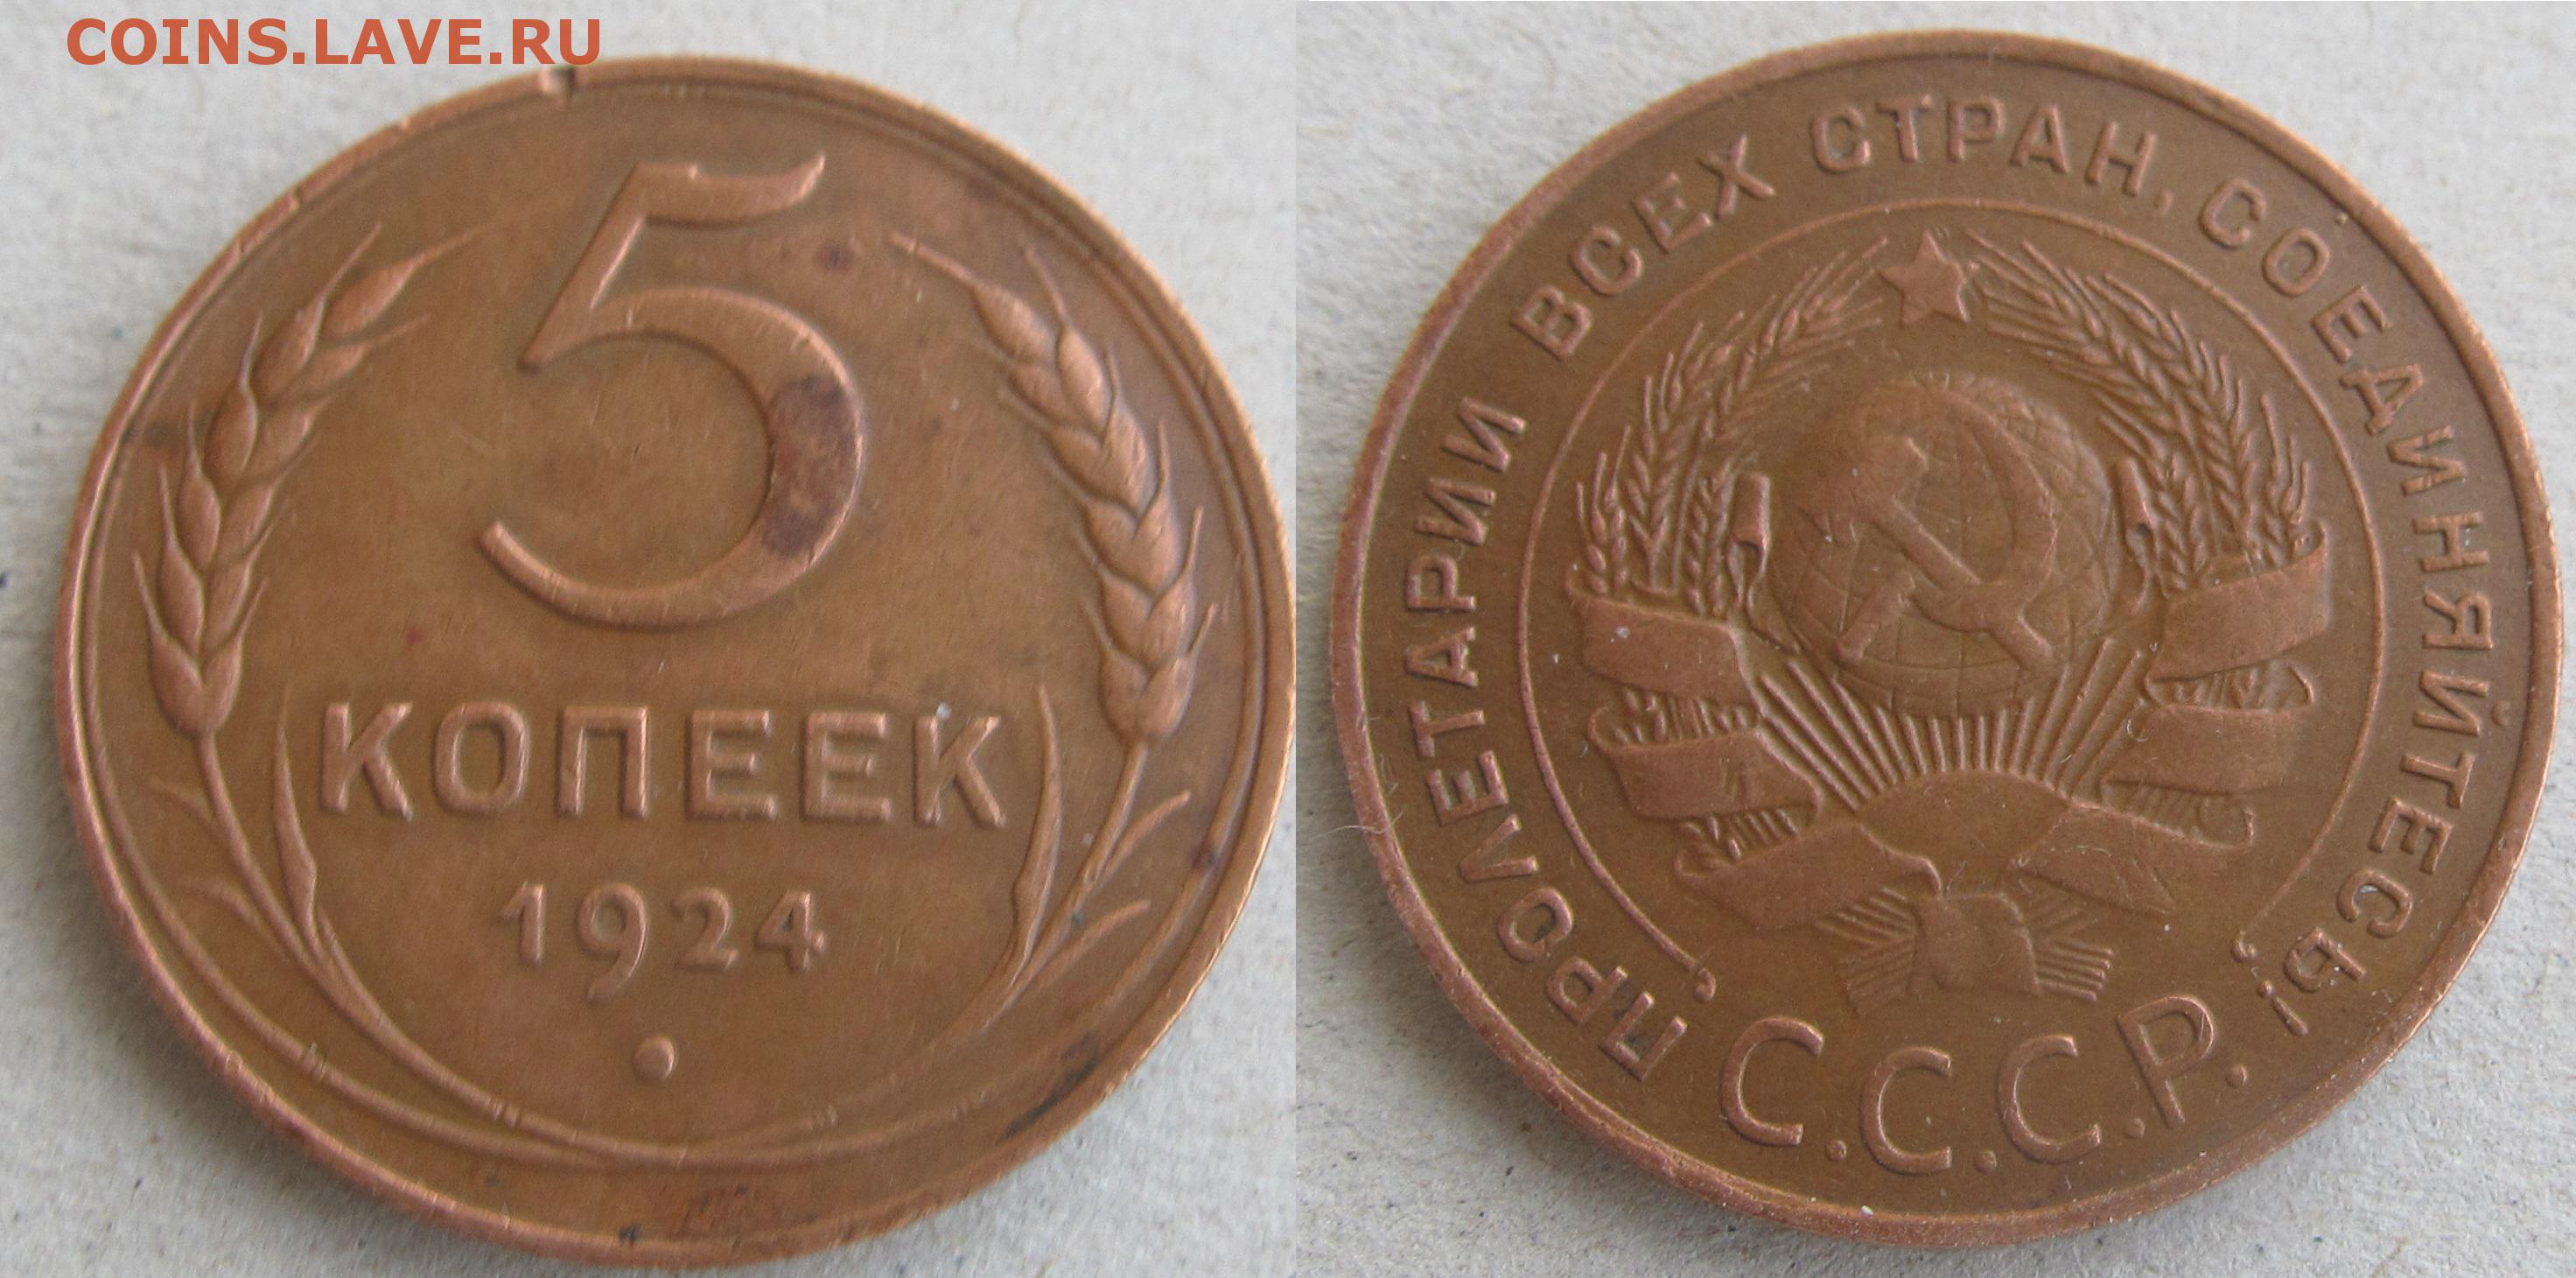 COINS.LAVE.RU
5
КОПЕЕК
1924
ПРОЛЕТАРИИ ВСЕХ СТРАН, СОЕДИНЯЙТЕСЬ!
С.С.С.Р.